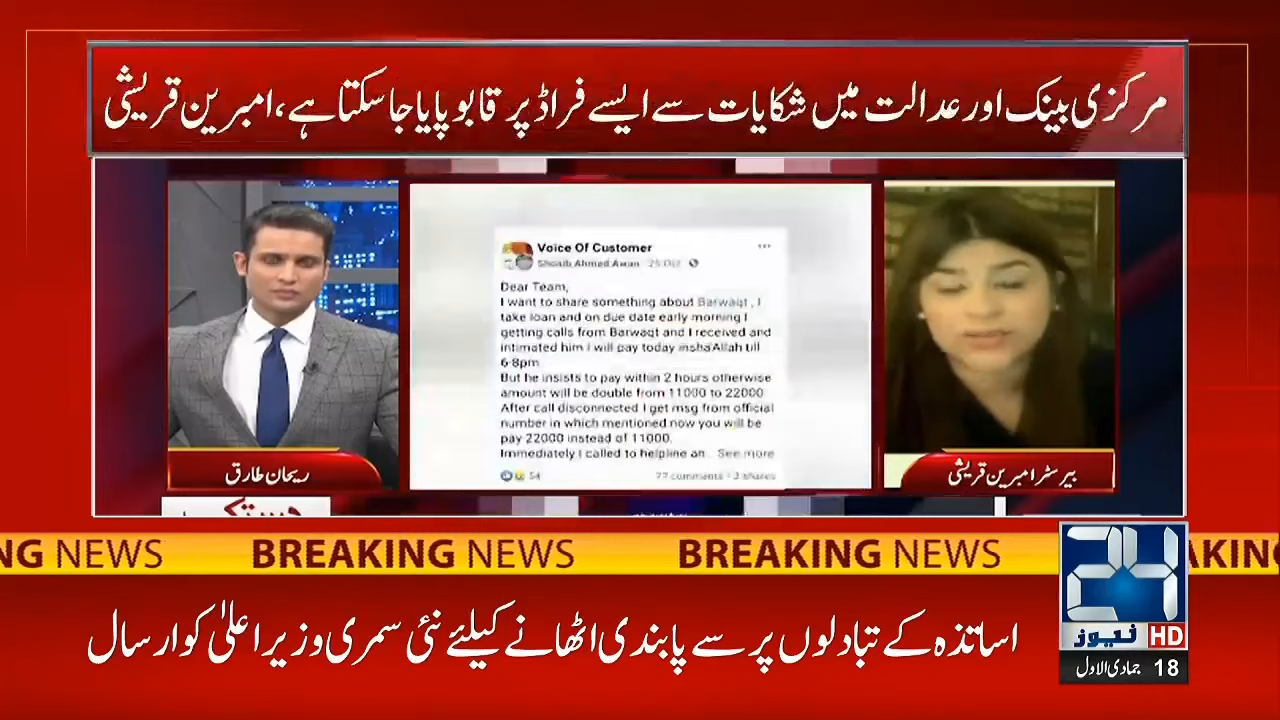 مرکزی بینک اور عدالت میں شکایات سے ایسے فراڈ پر قابو پایا جاسکتا ہے، امبرین قریشی
Voice Of Customer
Shoaib Ahmed Awan 25 Oct
Dear Team,
I want to share something about Barwaqt , I
take loan and on due date early morning I
getting calls from Barwaqt and I received and
intimated him I will pay today insha'Allah till
6-8pm
But he insists to pay within 2 hours otherwise
amount will be double from 11000 to 22000
After call disconnected I get msg from official
number in which mentioned now you will be
pay 22000 instead of 11000.
Immediately I called to helpline an... See more
54
77 comments · 3 shares
ریحان طارق
بیرسٹر امبرین قریشی
NG NEWS BREAKING NEWS BREAKING NEWS AKING
اساتذہ کے تبادلوں پر سے پابندی اٹھانے کیلئے نئی سمری وزیراعلیٰ کو ارسال
24
نیوز HD
18 جمادی الاول